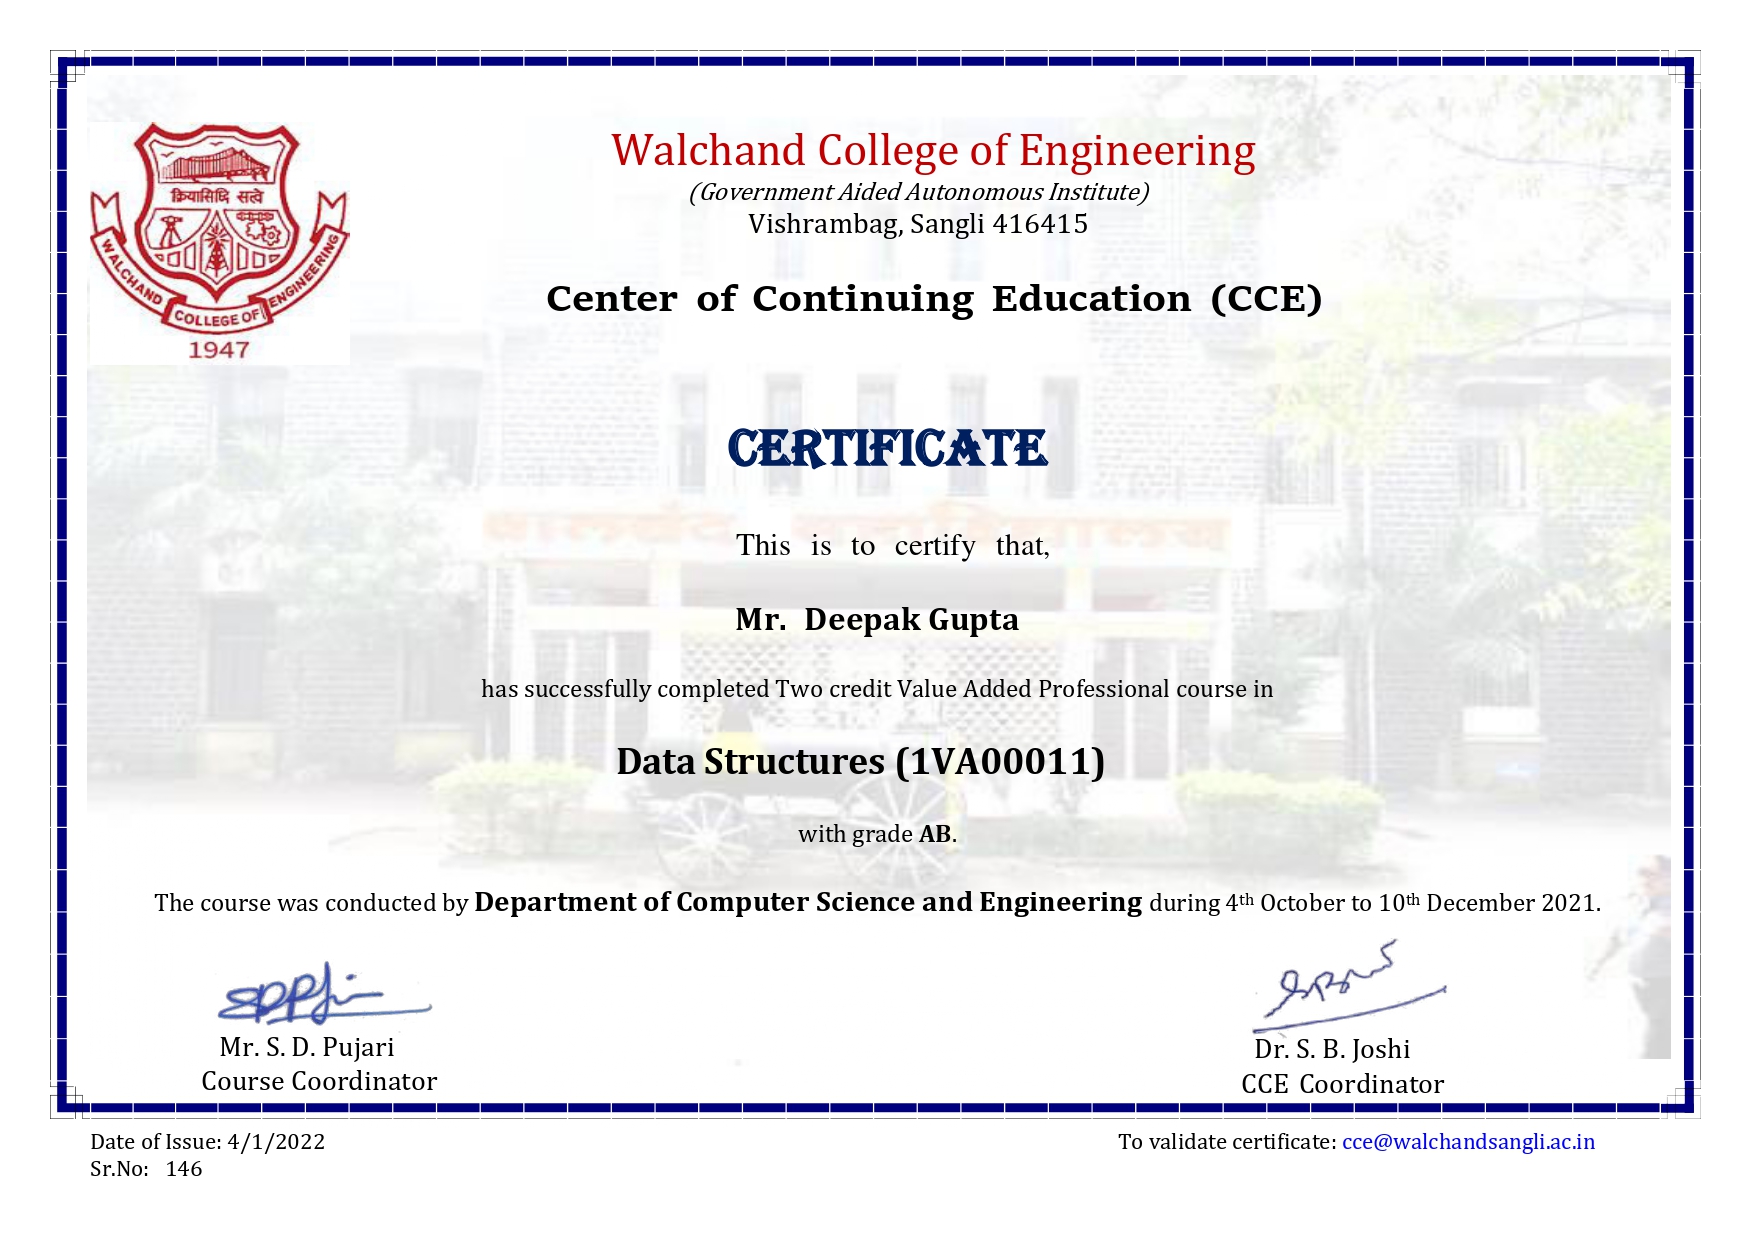 क्रियासिद्धि सत्वे
WALCHAND COLLEGE OF ENGINEERING
1947
Walchand College of Engineering
(Government Aided Autonomous Institute)
Vishrambag, Sangli 416415
Center of Continuing Education (CCE)
CERTIFICATE
This is to certify that,
Mr. Deepak Gupta
has successfully completed Two credit Value Added Professional course in
Data Structures (1VA00011)
with grade AB.
The course was conducted by Department of Computer Science and Engineering during 4th October to 10th December 2021.
Mr. S. D. Pujari
Course Coordinator
Dr. S. B. Joshi
CCE Coordinator
Date of Issue: 4/1/2022
To validate certificate: cce@walchandsangli.ac.in
Sr.No: 146